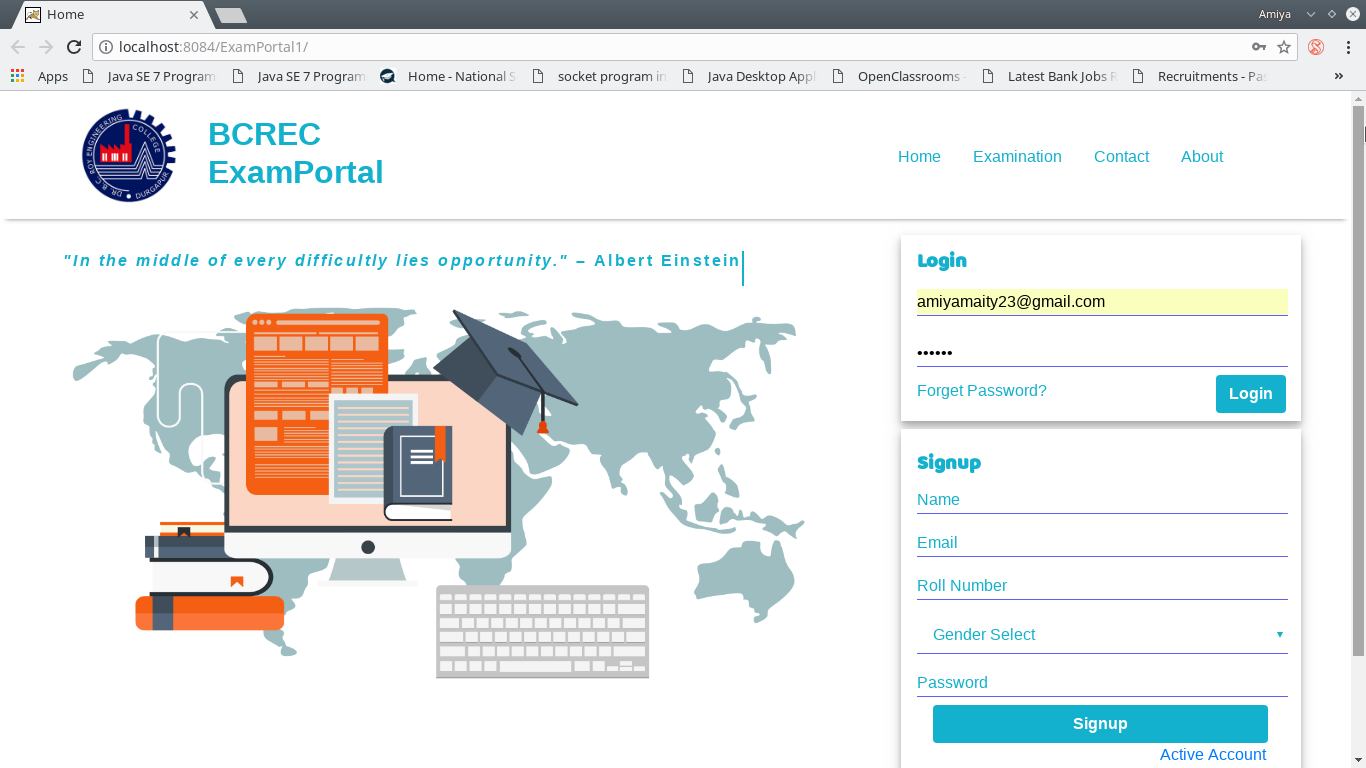 Home
Amiya
localhost:8084/ExamPortal1/
Apps
Java SE 7 Program
Java SE 7 Program
Home - National S
socket program in
Java Desktop Appl
OpenClassrooms -
Latest Bank Jobs R
Recruitments - Pas
»
DR. B. C. ROY ENGINEERING COLLEGE
DURGAPUR
BCREC
ExamPortal
Home
Examination
Contact
About
"In the middle of every difficultly lies opportunity." – Albert Einstein
Login
amiyamaity23@gmail.com
••••••
Forget Password?
Login
Signup
Name
Email
Roll Number
Gender Select
Password
Signup
Active Account